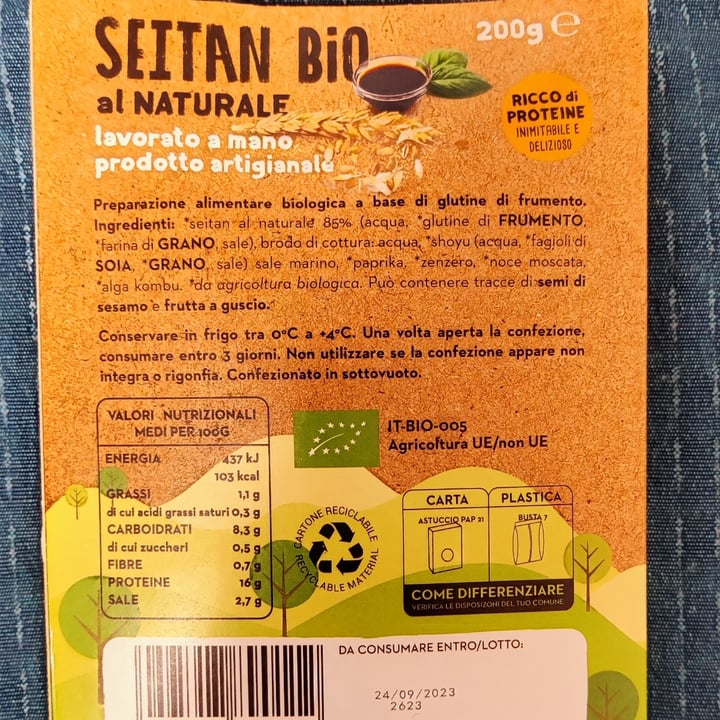 SEITAN BiO
200g e
al NATURALE
lavorato a mano
prodotto artigianale
RICCO di
PROTEINE
INIMITABILE E
DELIZIOSO
Preparazione alimentare biologica a base di glutine di frumento.
Ingredienti: *seitan al naturale 85% (acqua, *glutine di FRUMENTO,
*farina di GRANO, sale), brodo di cottura: acqua, *shoyu (acqua, *fagioli di
SOIA, *GRANO, sale) sale marino, *paprika, *zenzero, *noce moscata,
*alga kombu. *da agricoltura biologica. Può contenere tracce di semi di
sesamo e frutta a guscio.
Conservare in frigo tra 0°C a +4°C. Una volta aperta la confezione,
consumare entro 3 giorni. Non utilizzare se la confezione appare non
integra o rigonfia. Confezionato in sottovuoto.
VALORI NUTRIZIONALI
MEDI PER 100G
ENERGIA 437 kJ
103 kcal
GRASSI 1,1 g
di cui acidi grassi saturi 0,3 g
CARBOIDRATI 8,3 g
di cui zuccheri 0,5 g
FIBRE 0,7 g
PROTEINE 16 g
SALE 2,7 g
IT-BIO-005
Agricoltura UE/non UE
CARTONE RICICLABILE
RECYCLABLE MATERIAL
CARTA
ASTUCCIO PAP 21
PLASTICA
BUSTA 7
COME DIFFERENZIARE
VERIFICA LE DISPOSIZIONI DEL TUO COMUNE
DA CONSUMARE ENTRO/LOTTO:
24/09/2023
2623